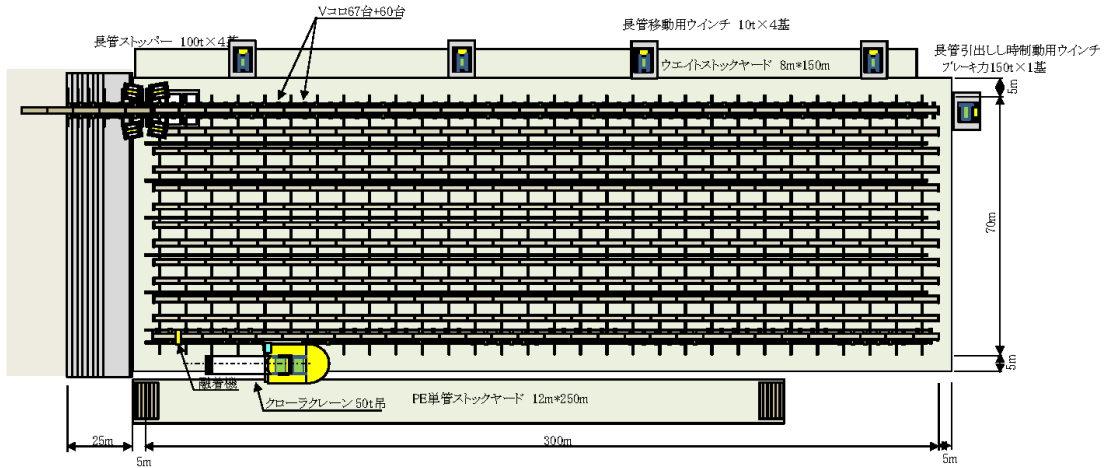 Vコロ67台+60台
長管移動用ウインチ 10t×4基
長管ストッパー 100t×4基
長管引出しし時制動用ウインチ
ブレーキ力150t×1基
ウエイトストックヤード 8m*150m
5m
70m
5m
融着機
クローラクレーン50t吊
PE単管ストックヤード 12m*250m
25m
5m
300m
5m